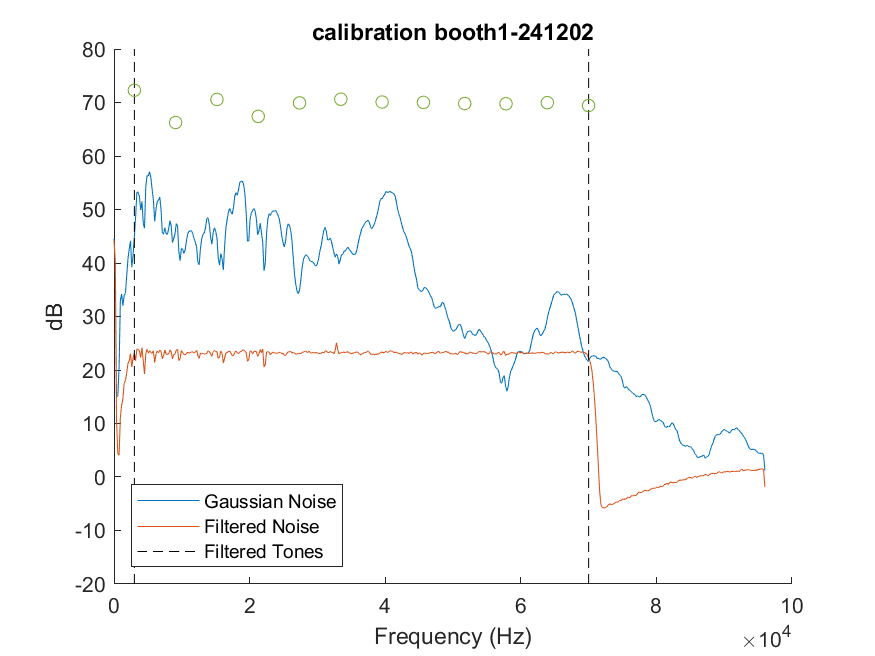 calibration booth1-241202
dB
80
70
60
50
40
30
20
10
0
-10
-20
Gaussian Noise
Filtered Noise
Filtered Tones
0 2 4 6 8 10
Frequency (Hz)
×10⁴